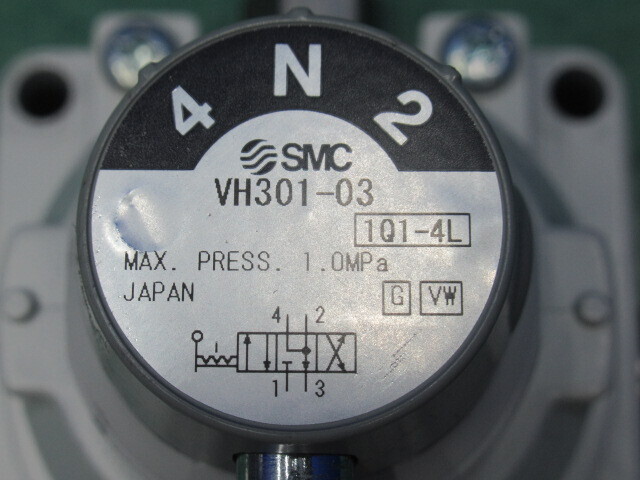 4 N 2
SMC
VH301-03
1Q1-4L
MAX. PRESS. 1.0MPa
JAPAN G VW
4 2
1 3